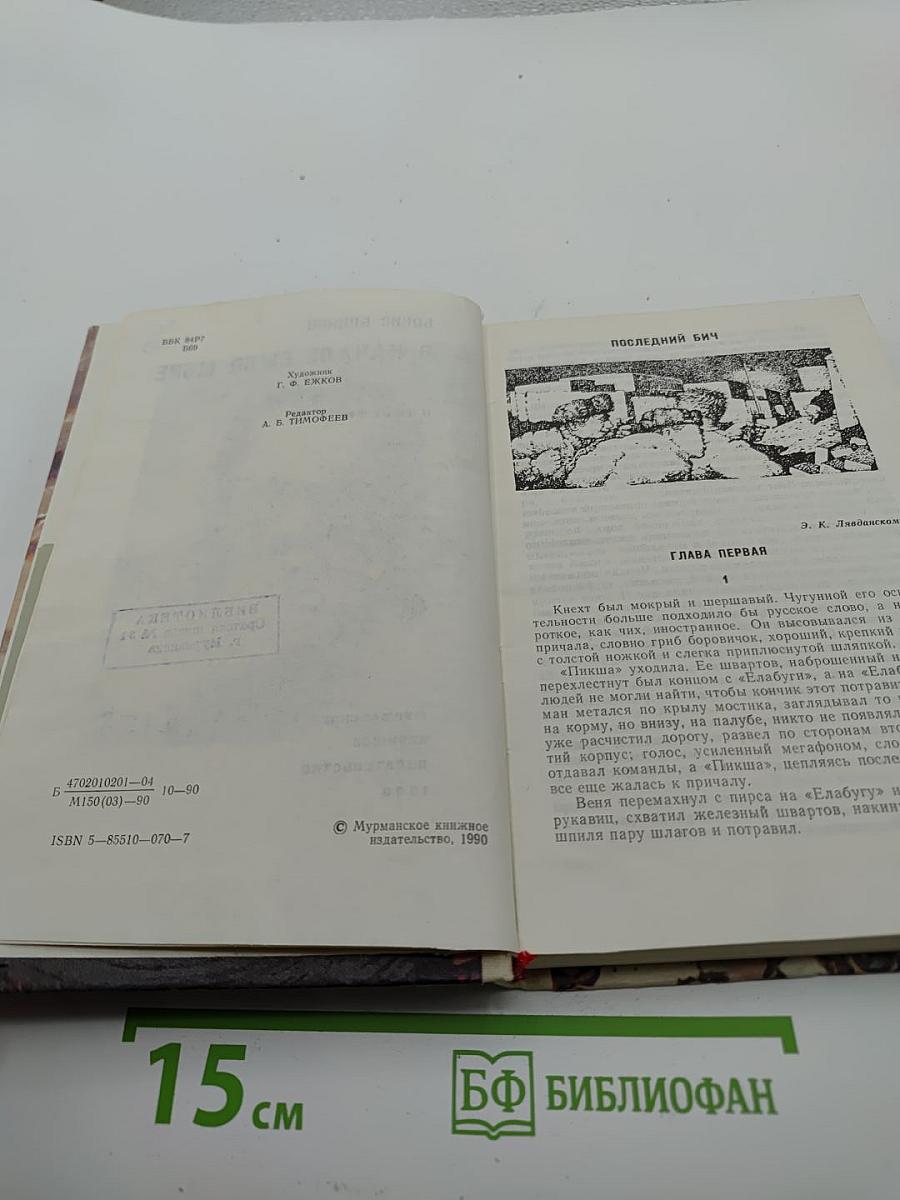 ББК 84Р7
Б69
Художник
Г. Ф. ЕЖКОВ
Редактор
А. Б. ТИМОФЕЕВ
БИБЛИОТЕКА
г. Мурманска
Б 4702010201—04 10—90
М150(03)—90
ISBN 5—85510—070—7
© Мурманское книжное
издательство, 1990
ПОСЛЕДНИЙ БИЧ
Э. К. Лявданском
ГЛАВА ПЕРВАЯ
1
Кнехт был мокрый и шершавый. Чугунной его осн
тельности больше подходило бы русское слово, а н
роткое, как чих, иностранное. Он высовывался из
причала, словно гриб боровичок, хороший, крепкий
с толстой ножкой и слегка приплюснутой шляпкой.
«Пикша» уходила. Ее швартов, наброшенный н
перехлестнут был концом с «Елабуги», а на «Елаб
людей не могли найти, чтобы кончик этот потравит
ман метался по крылу мостика, заглядывал то
на корму, но внизу, на палубе, никто не появлял
уже расчистил дорогу, развел по сторонам вто
тий корпус; голос, усиленный мегафоном, сло
отдавал команды, а «Пикша», цепляясь после
все еще жалась к причалу.
Веня перемахнул с пирса на «Елабугу» и
рукавиц, схватил железный швартов, накин
шпиля пару шлагов и потравил.
15 см
БФ БИБЛИОФАН